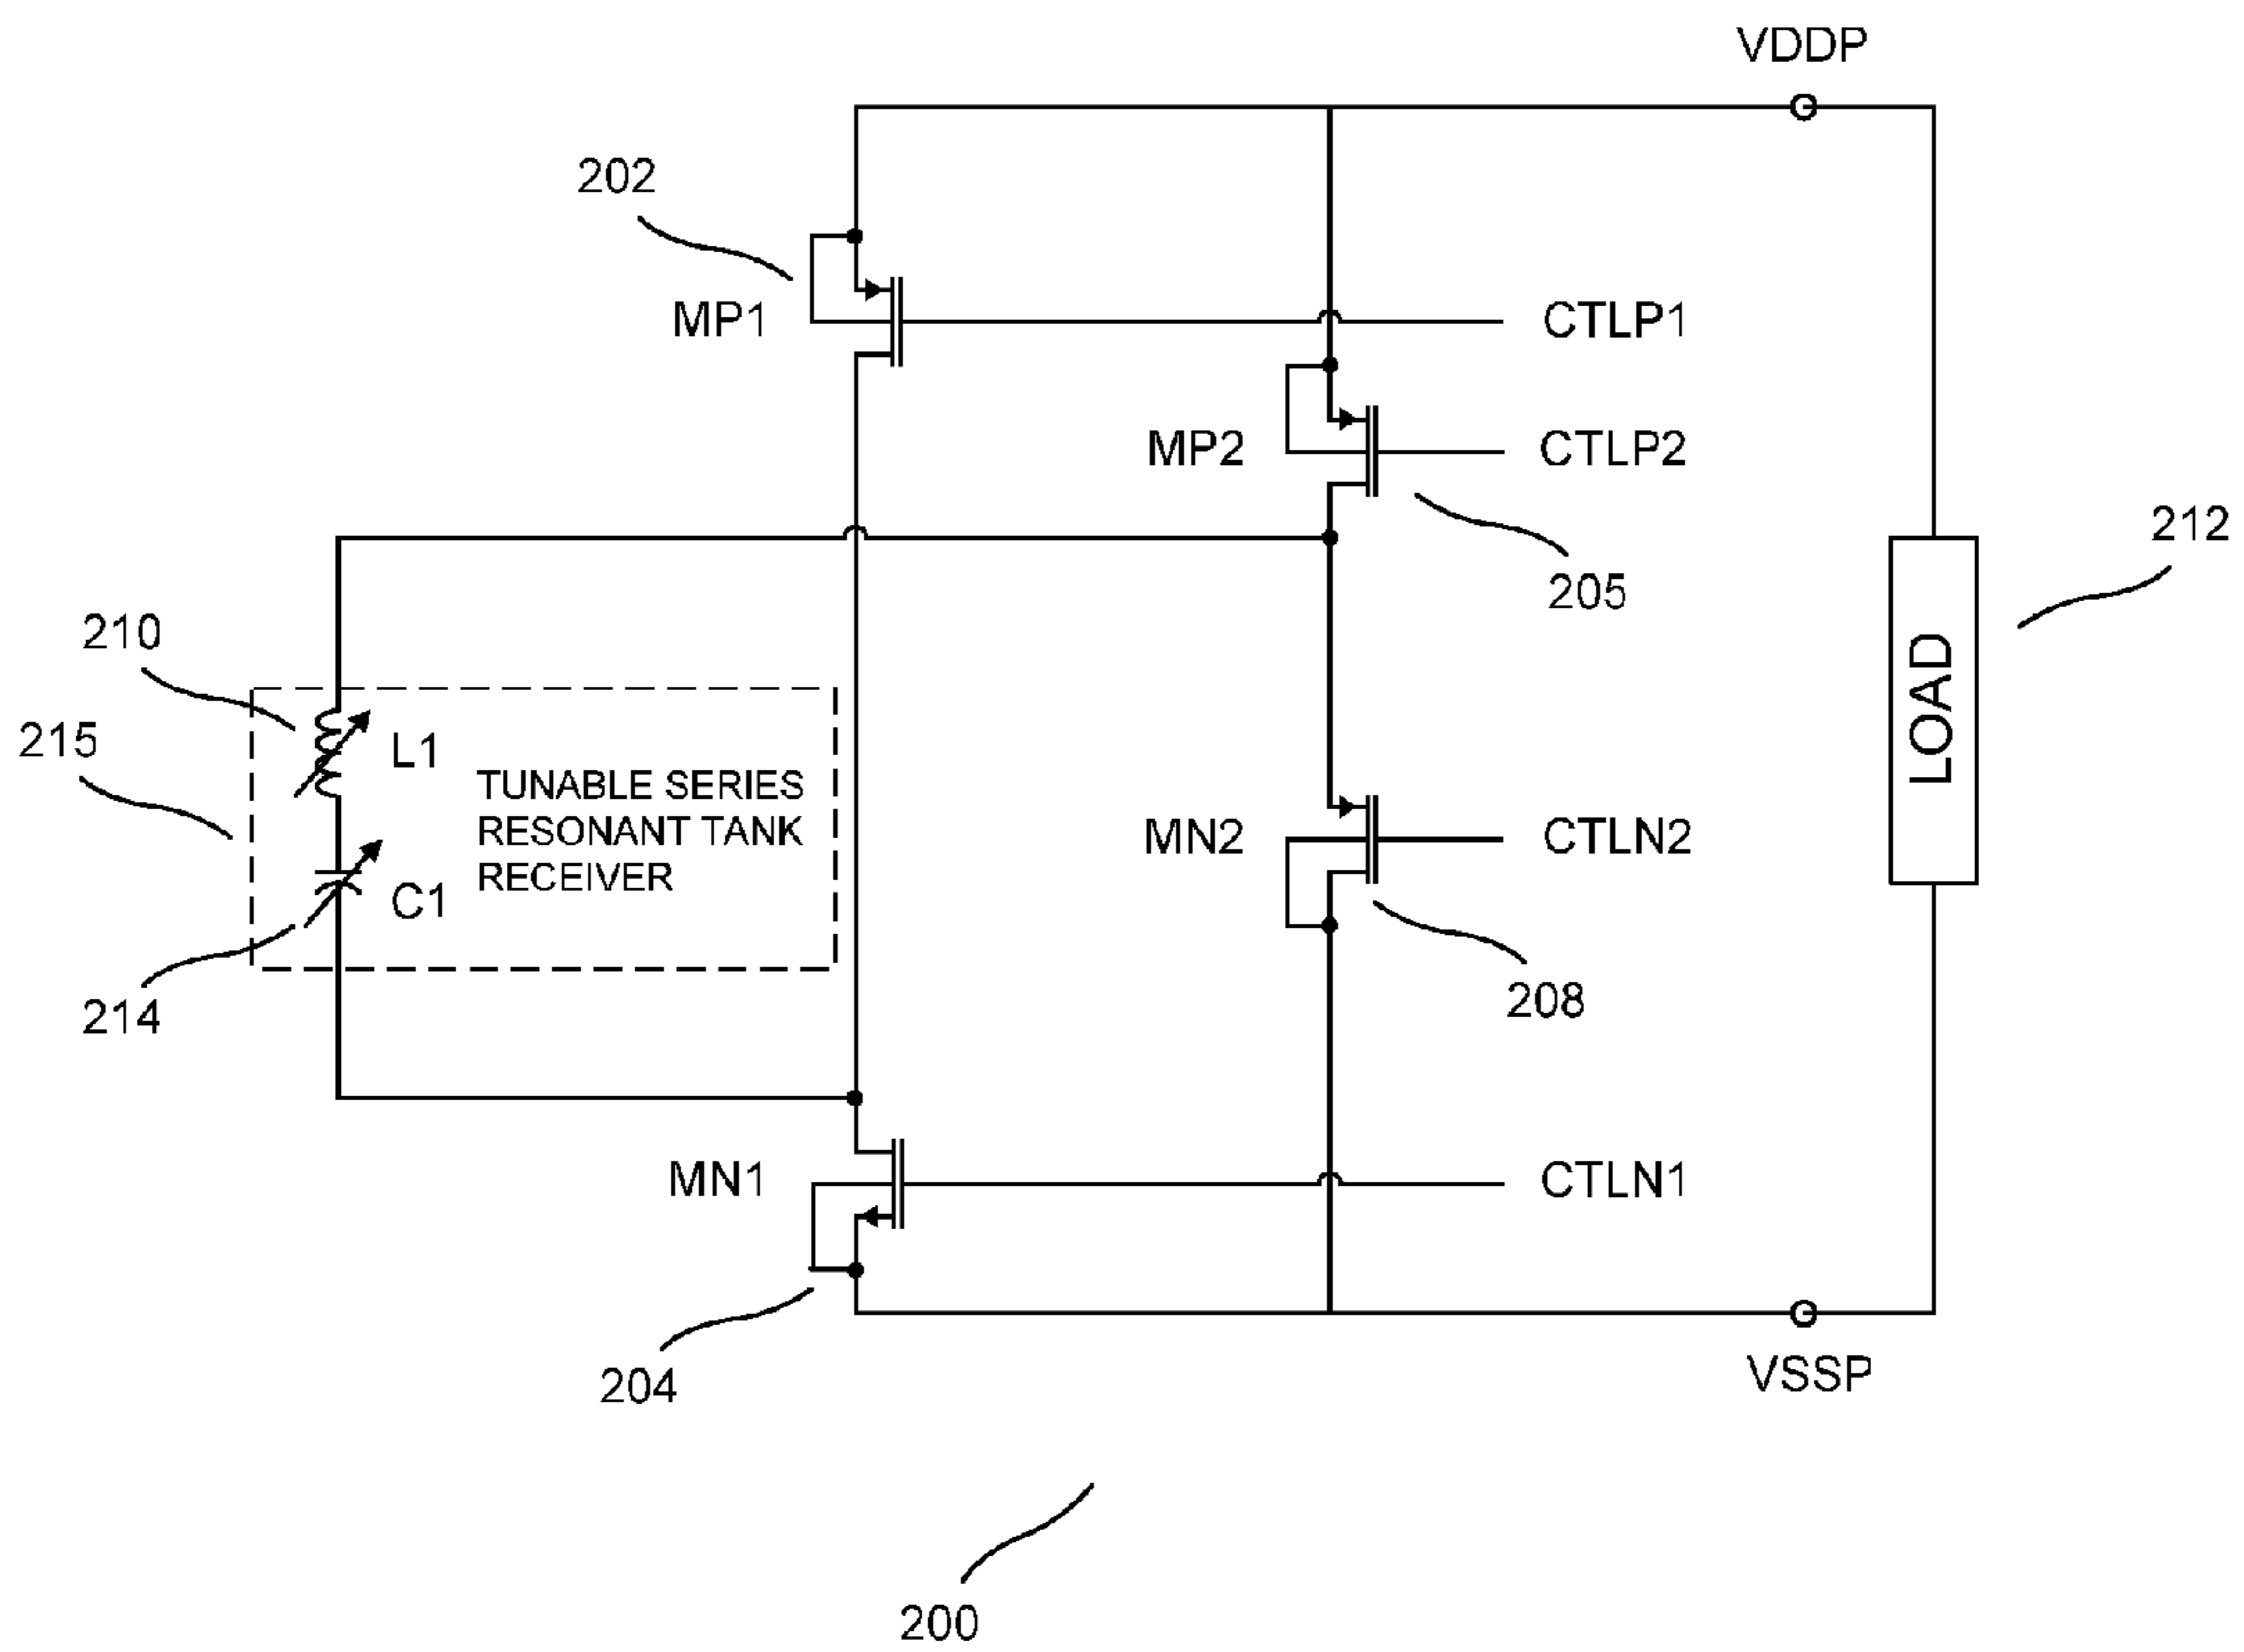 VDDP
202
MP1
CTLP1
MP2
CTLP2
205
212
LOAD
210
215
L1
TUNABLE SERIES
RESONANT TANK
RECEIVER
C1
214
MN2
CTLN2
208
MN1
CTLN1
204
VSSP
200